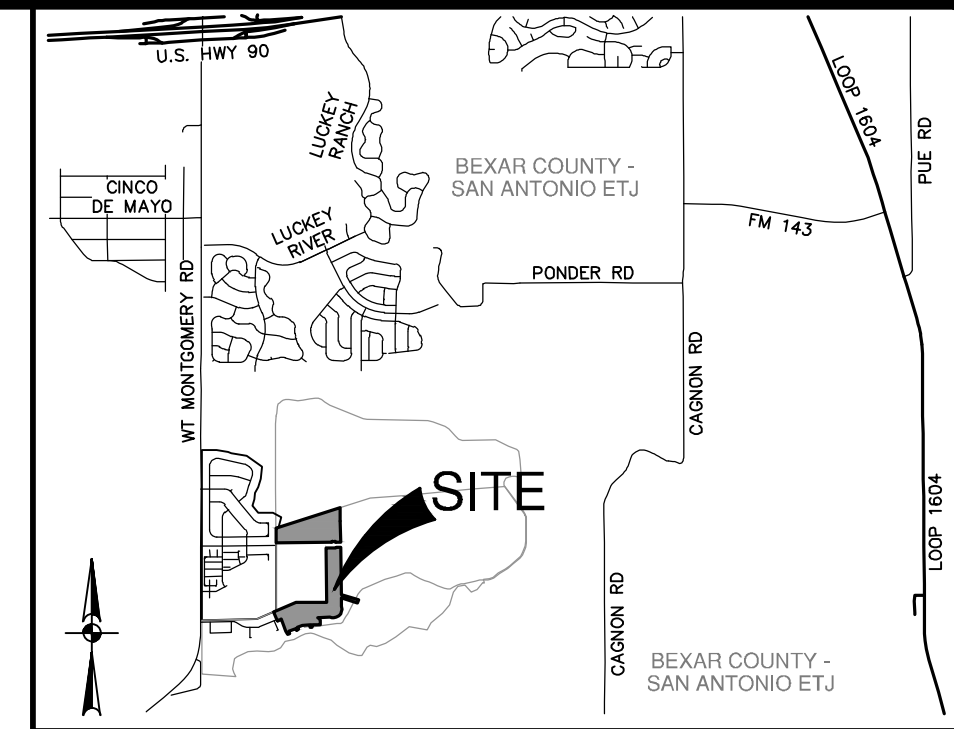 U.S. HWY 90
LUCKEY
RANCH
LOOP 1604
PUE RD
BEXAR COUNTY -
SAN ANTONIO ETJ
CINCO
DE MAYO
LUCKEY
RIVER
FM 143
PONDER RD
WT MONTGOMERY RD
CAGNON RD
SITE
LOOP 1604
CAGNON RD
BEXAR COUNTY -
SAN ANTONIO ETJ